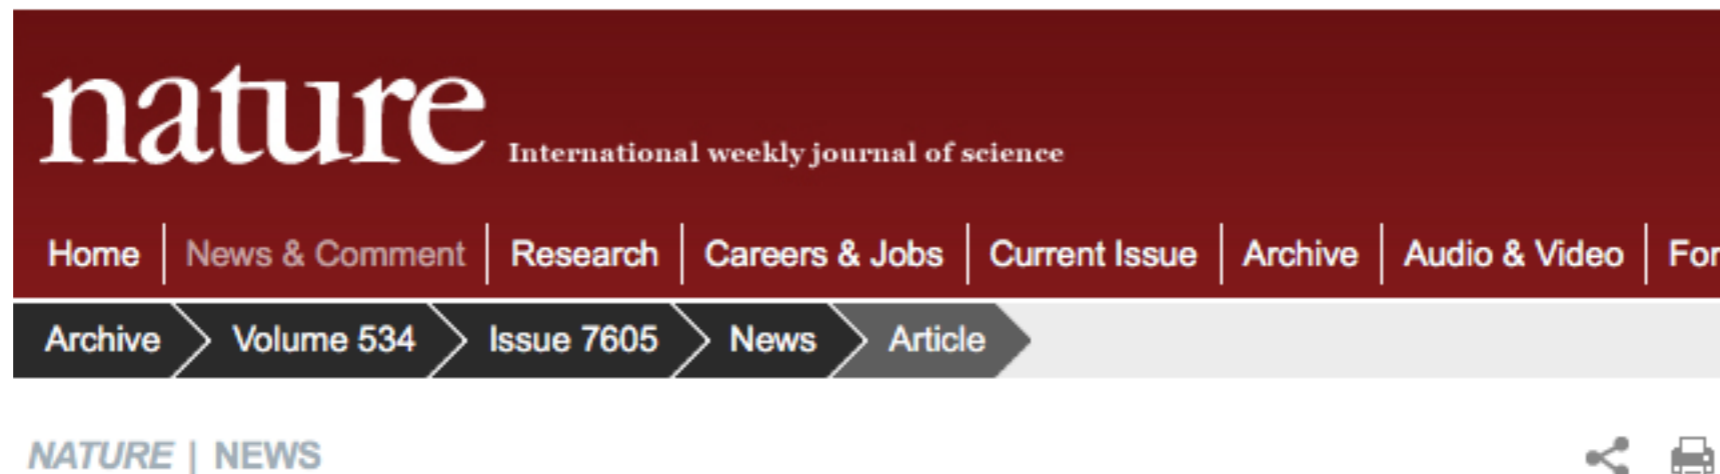 nature International weekly journal of science
Home News & Comment Research Careers & Jobs Current Issue Archive Audio & Video For
Archive Volume 534 Issue 7605 News Article
NATURE | NEWS